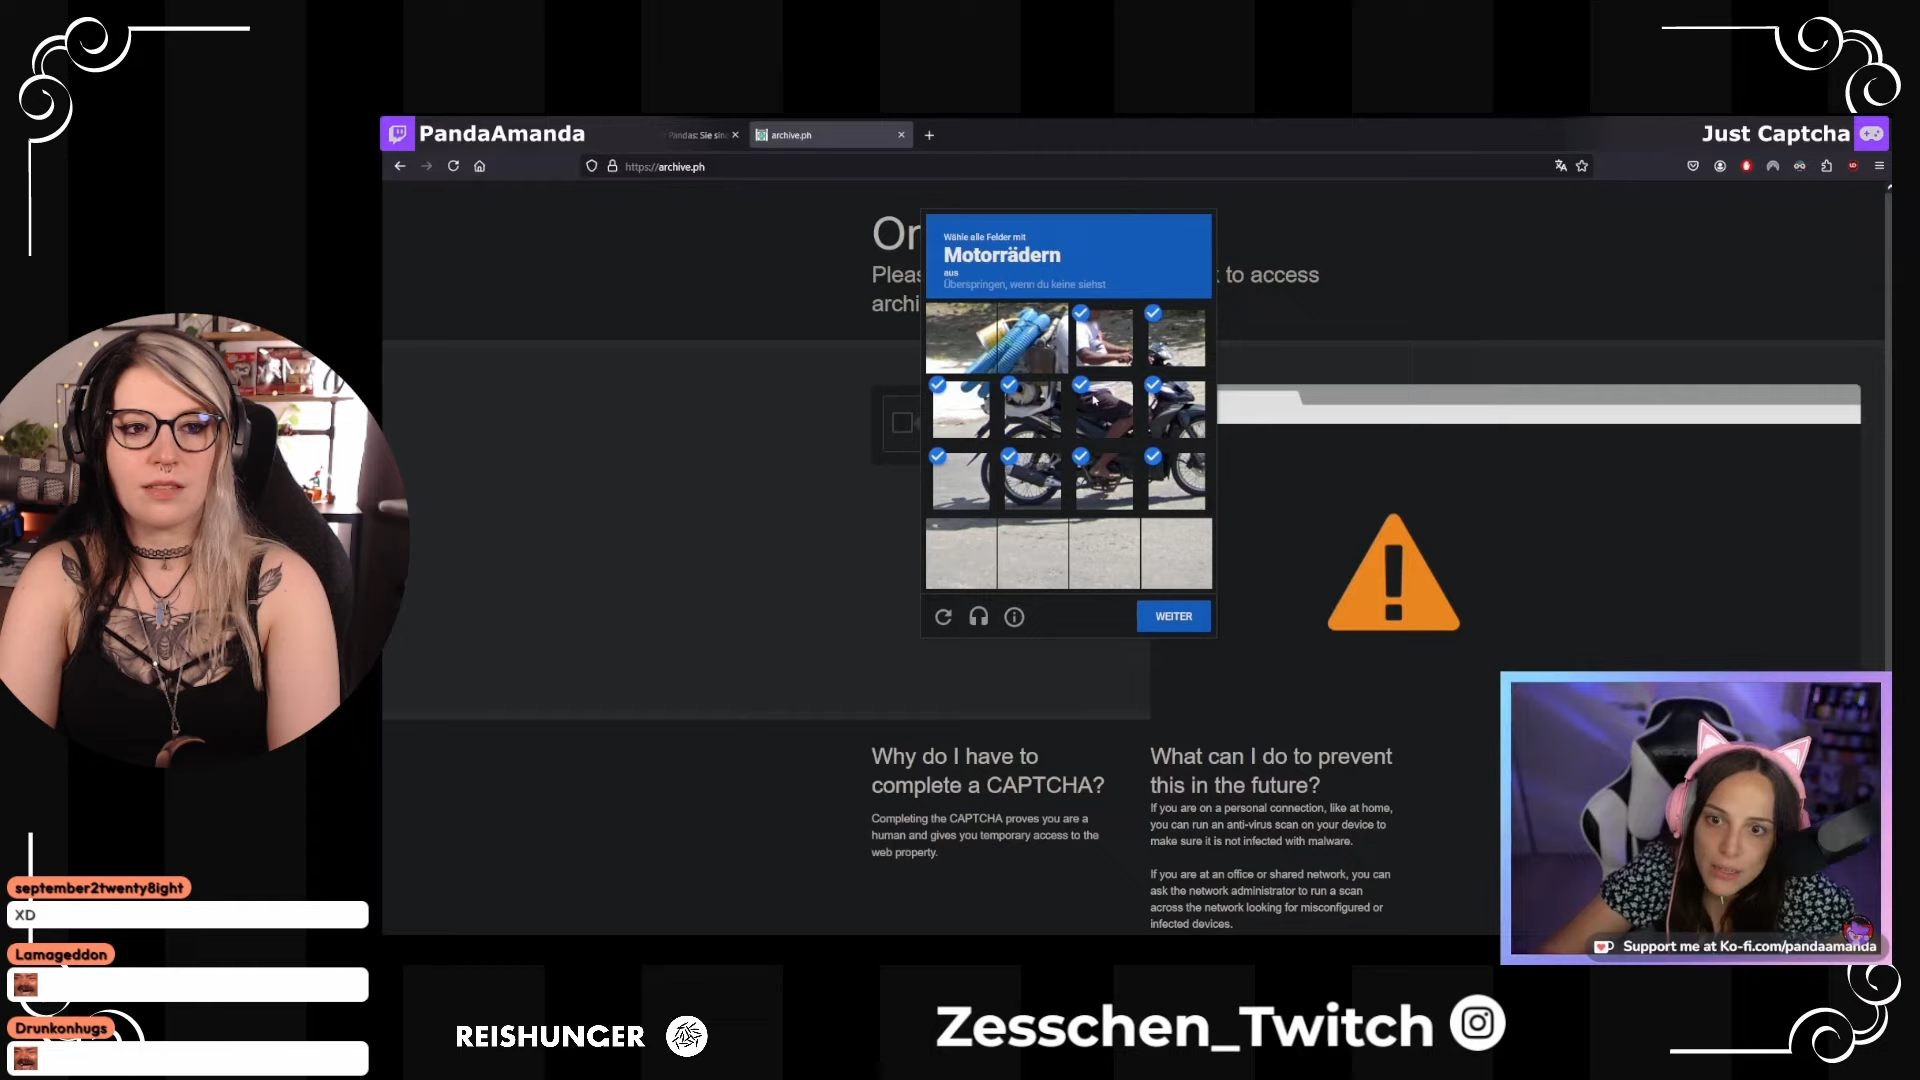 PandaAmanda
Pandas: Sie sin
archive.ph
Just Captcha
https://archive.ph
Or
Pleas
k to access
archi
Wähle alle Felder mit
Motorrädern
aus
Überspringen, wenn du keine siehst
WEITER
Why do I have to
complete a CAPTCHA?
Completing the CAPTCHA proves you are a
human and gives you temporary access to the
web property.
What can I do to prevent
this in the future?
If you are on a personal connection, like at home,
you can run an anti-virus scan on your device to
make sure it is not infected with malware.
If you are at an office or shared network, you can
ask the network administrator to run a scan
across the network looking for misconfigured or
infected devices.
Support me at Ko-fi.com/pandaamanda
september2twenty8ight
XD
Lamageddon
Drunkonhugs
REISHUNGER
Zesschen_Twitch